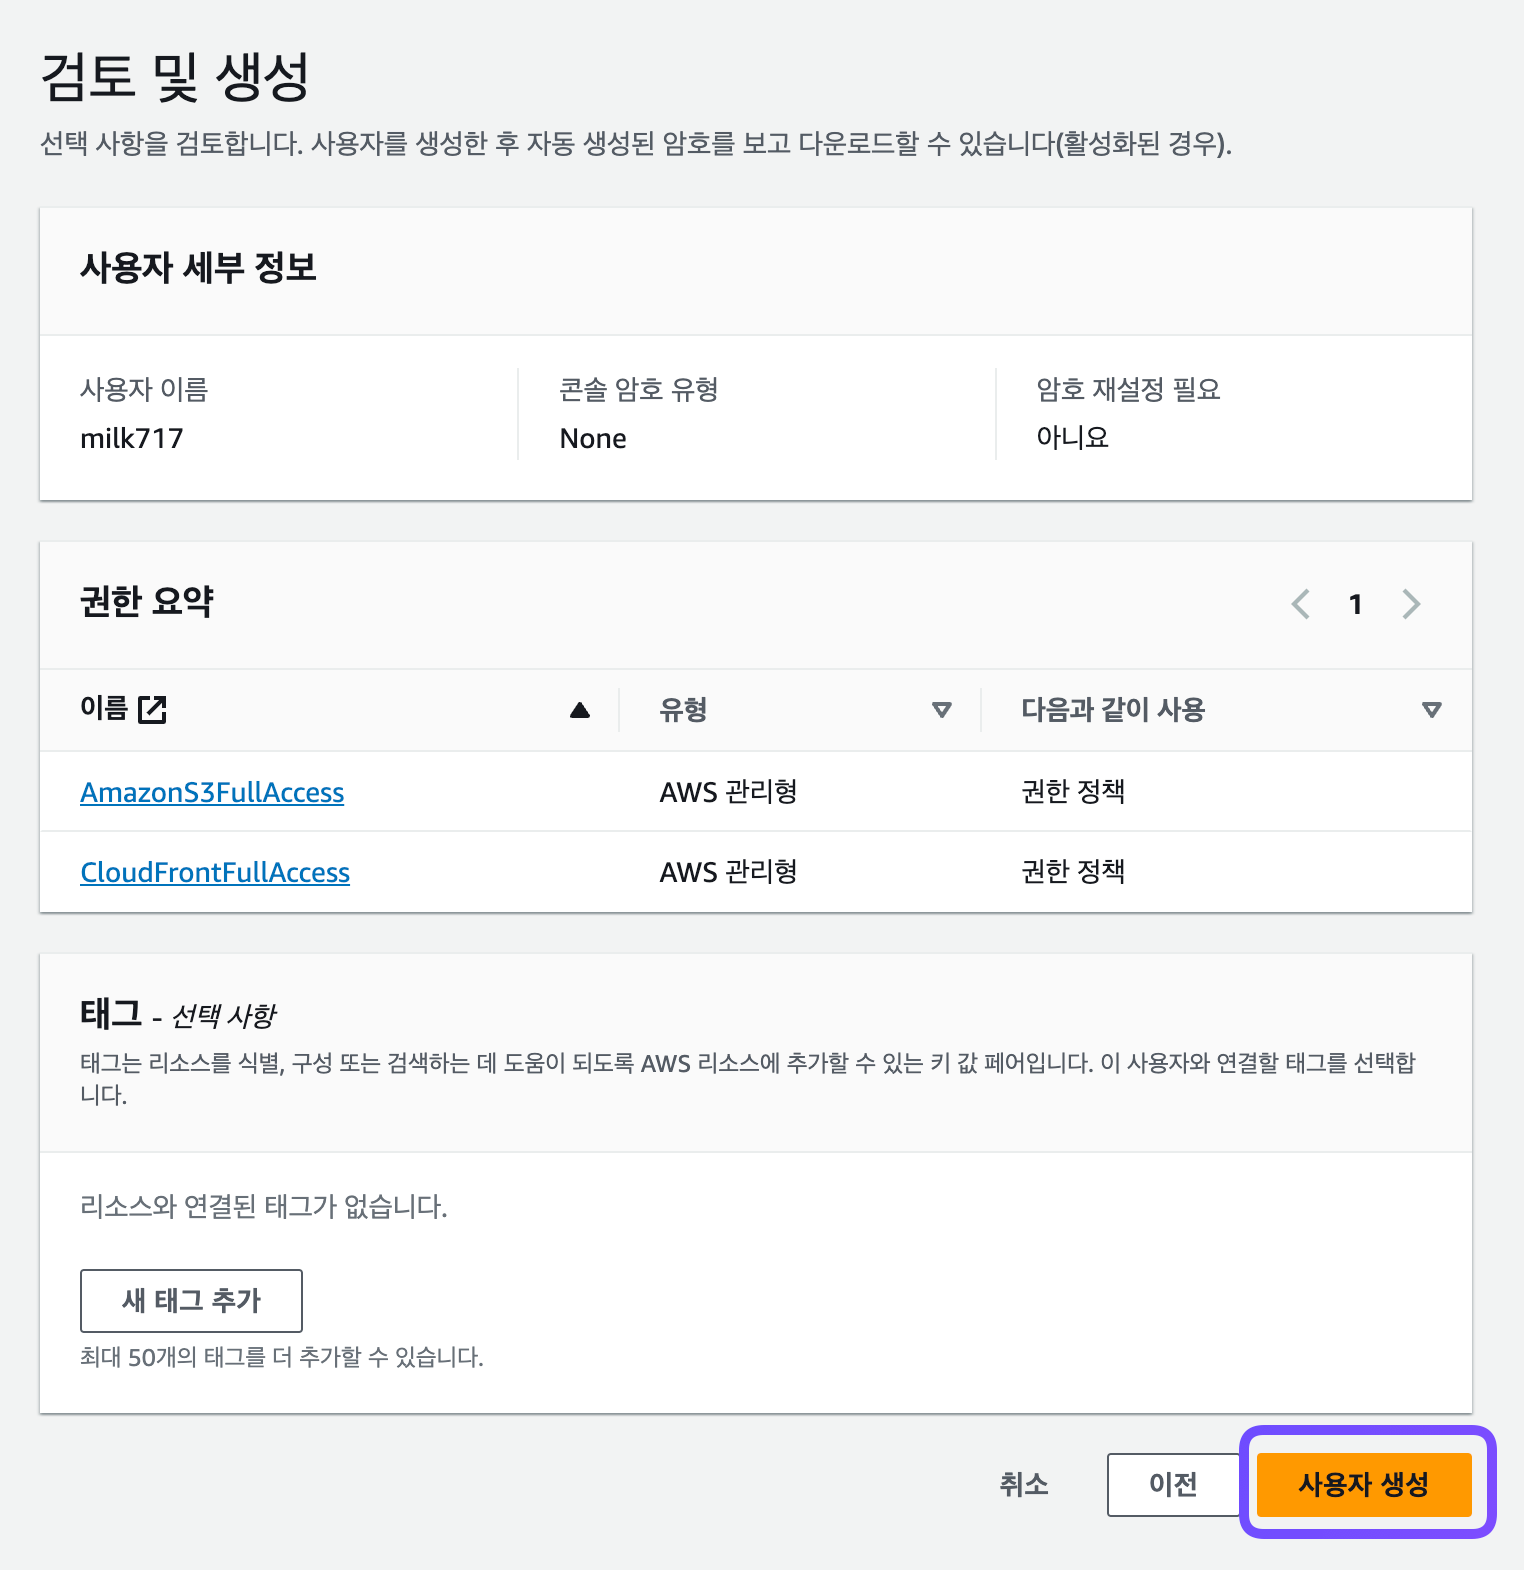 검토 및 생성
선택 사항을 검토합니다. 사용자를 생성한 후 자동 생성된 암호를 보고 다운로드할 수 있습니다(활성화된 경우).
사용자 세부 정보
사용자 이름
milk717
콘솔 암호 유형
None
암호 재설정 필요
아니요
권한 요약
1
이름 유형 다음과 같이 사용
AmazonS3FullAccess AWS 관리형 권한 정책
CloudFrontFullAccess AWS 관리형 권한 정책
태그 - 선택 사항
태그는 리소스를 식별, 구성 또는 검색하는 데 도움이 되도록 AWS 리소스에 추가할 수 있는 키 값 페어입니다. 이 사용자와 연결할 태그를 선택합
니다.
리소스와 연결된 태그가 없습니다.
새 태그 추가
최대 50개의 태그를 더 추가할 수 있습니다.
취소 이전 사용자 생성